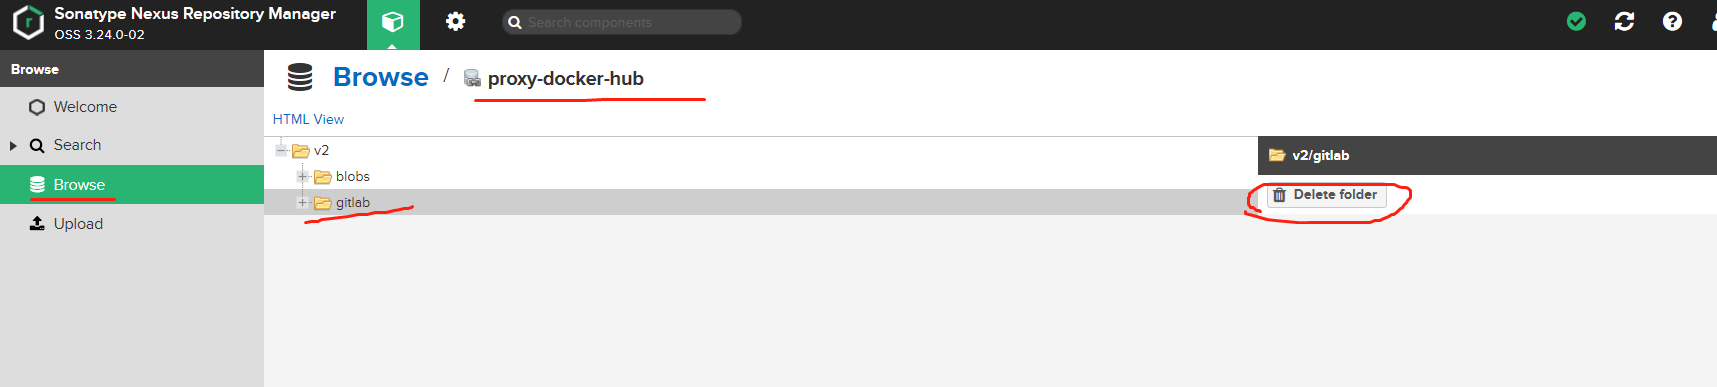 Sonatype Nexus Repository Manager
OSS 3.24.0-02
Search components
Browse
Welcome
Search
Browse
Upload
Browse / proxy-docker-hub
HTML View
v2
blobs
gitlab
v2/gitlab
Delete folder